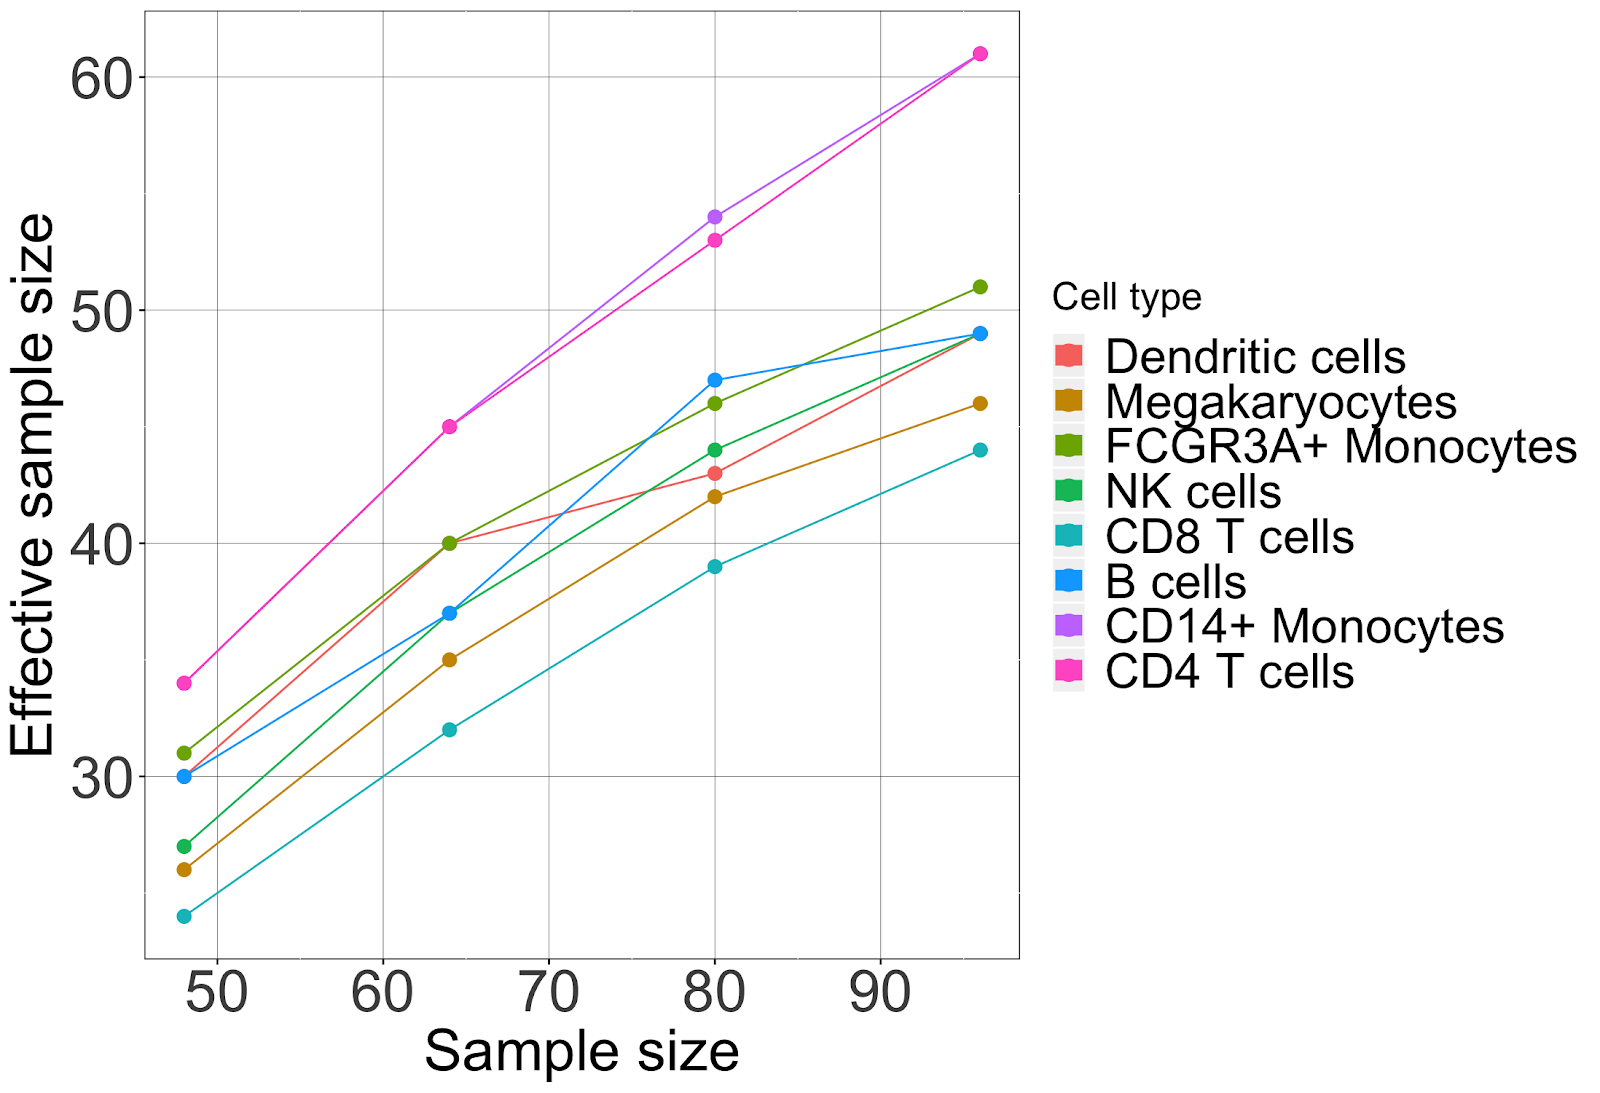 60
50
40
30
Effective sample size
50 60 70 80 90
Sample size
Cell type
Dendritic cells
Megakaryocytes
FCGR3A+ Monocytes
NK cells
CD8 T cells
B cells
CD14+ Monocytes
CD4 T cells